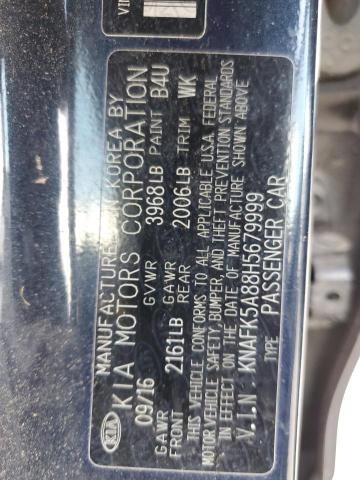 VI
KIA
MANUFACTURED IN KOREA BY
KIA MOTORS CORPORATION
09/16 GVWR 3968LB PAINT B4U
GAWR FRONT 2161LB GAWR REAR 2006LB TRIM WK
THIS VEHICLE CONFORMS TO ALL APPLICABLE U.S.A. FEDERAL
MOTOR VEHICLE SAFETY, BUMPER, AND THEFT PREVENTION STANDARDS
IN EFFECT ON THE DATE OF MANUFACTURE SHOWN ABOVE
V.I.N : KNAFK5A88H5679999
TYPE : PASSENGER CAR